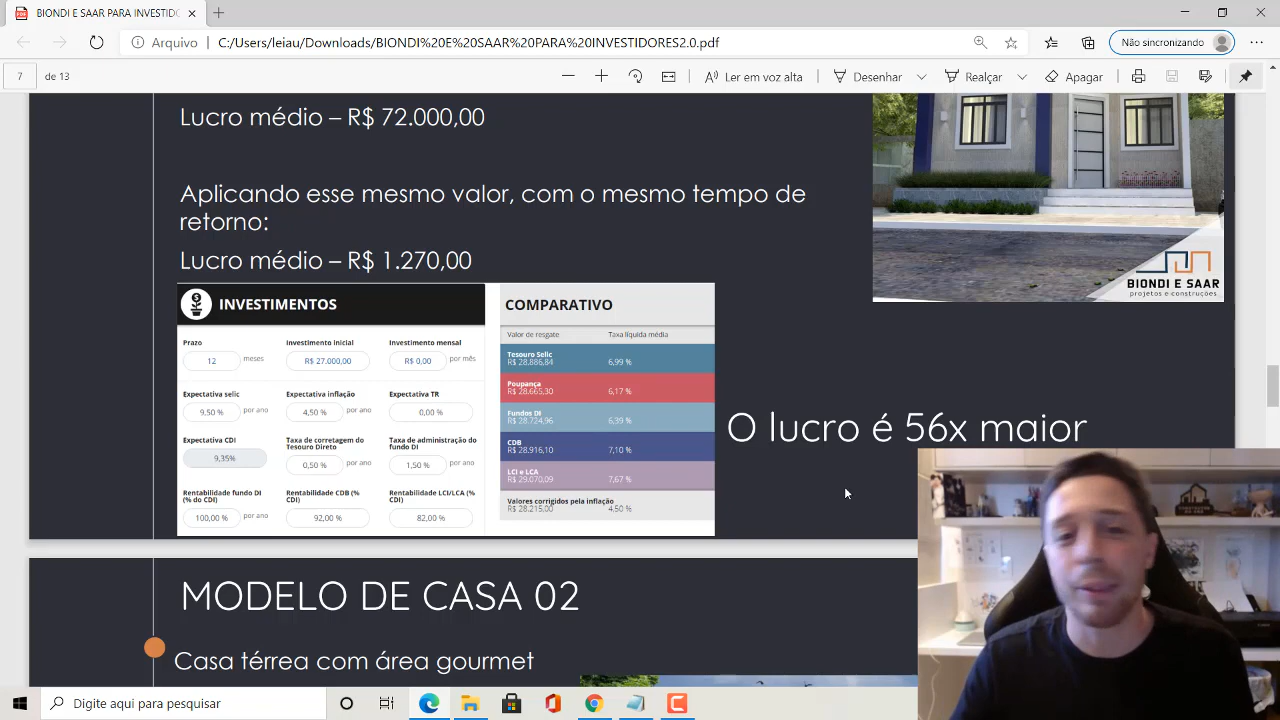 BIONDI E SAAR PARA INVESTIDO
Arquivo
C:/Users/leiau/Downloads/BIONDI%20E%20SAAR%20PARA%20INVESTIDORES2.0.pdf
Não sincronizando
7 de 13
Ler em voz alta
Desenhar
Realçar
Apagar
Lucro médio – R$ 72.000,00
Aplicando esse mesmo valor, com o mesmo tempo de
retorno:
Lucro médio – R$ 1.270,00
BIONDI E SAAR
projetos e construções
INVESTIMENTOS
Prazo
12 meses
Investimento inicial
R$ 27.000,00
Investimento mensal
R$ 0,00 por mês
Expectativa selic
9,50 % por ano
Expectativa inflação
4,50 % por ano
Expectativa TR
0,00 %
Expectativa CDI
9,35%
Taxa de corretagem do
Tesouro Direto
0,50 % por ano
Taxa de administração do
fundo DI
1,50 % por ano
Rentabilidade fundo DI
(% do CDI)
100,00 % por ano
Rentabilidade CDB (%
CDI)
92,00 %
Rentabilidade LCI/LCA (%
CDI)
82,00 %
COMPARATIVO
Valor de resgate Taxa líquida média
Tesouro Selic
R$ 28.886,84 6,99 %
Poupança
R$ 28.665,30 6,17 %
Fundos DI
R$ 28.724,96 6,39 %
CDB
R$ 28.916,10 7,10 %
LCI e LCA
R$ 29.070,09 7,67 %
Valores corrigidos pela inflação
R$ 28.215,00 4,50 %
O lucro é 56x maior
MODELO DE CASA 02
Casa térrea com área gourmet
Digite aqui para pesquisar